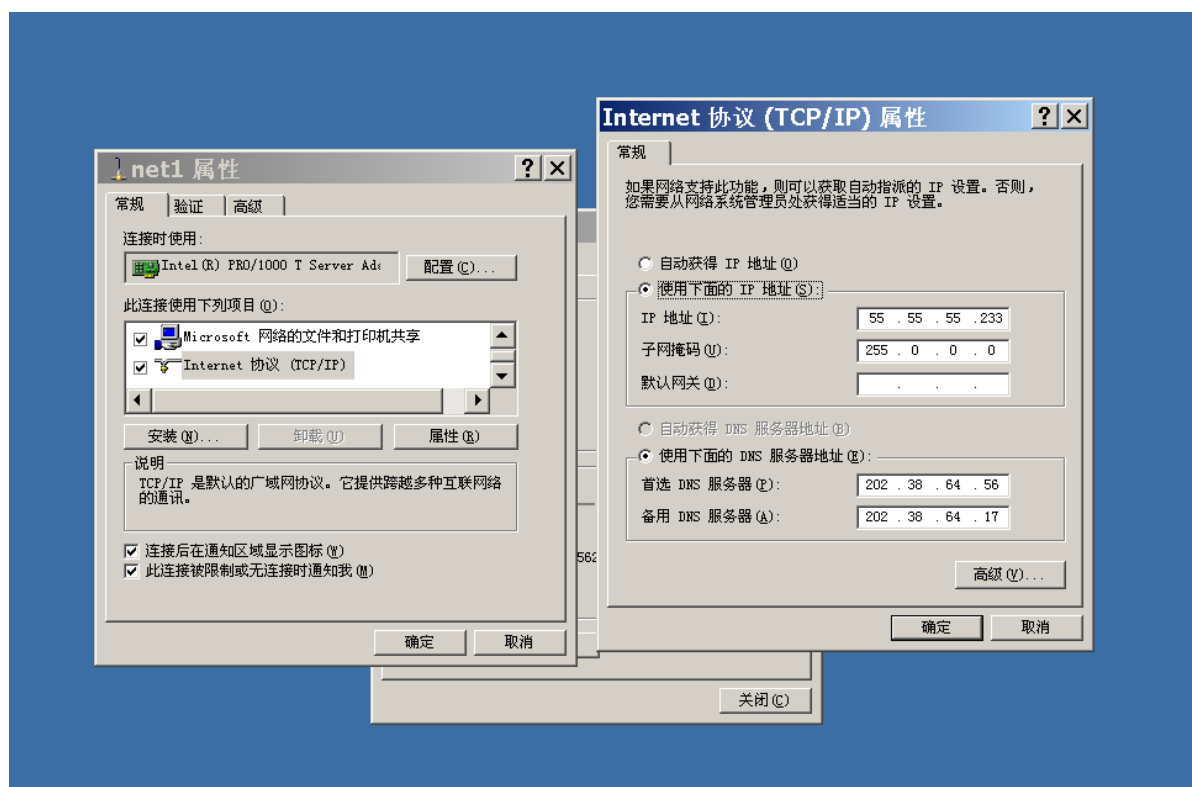 net1 属性
常规
验证
高级
连接时使用:
Intel(R) PRO/1000 T Server Ada
配置(C)...
此连接使用下列项目(O):
Microsoft 网络的文件和打印机共享
Internet 协议 (TCP/IP)
安装(N)...
卸载(U)
属性(R)
说明
TCP/IP 是默认的广域网协议。它提供跨越多种互联网络
的通讯。
连接后在通知区域显示图标(W)
此连接被限制或无连接时通知我(M)
确定
取消
562
关闭(C)
Internet 协议 (TCP/IP) 属性
常规
如果网络支持此功能，则可以获取自动指派的 IP 设置。否则，
您需要从网络系统管理员处获得适当的 IP 设置。
自动获得 IP 地址(O)
使用下面的 IP 地址(S):
IP 地址(I):
55 . 55 . 55 .233
子网掩码(U):
255 . 0 . 0 . 0
默认网关(D):
. . .
自动获得 DNS 服务器地址(B)
使用下面的 DNS 服务器地址(E):
首选 DNS 服务器(P):
202 . 38 . 64 . 56
备用 DNS 服务器(A):
202 . 38 . 64 . 17
高级(V)...
确定
取消